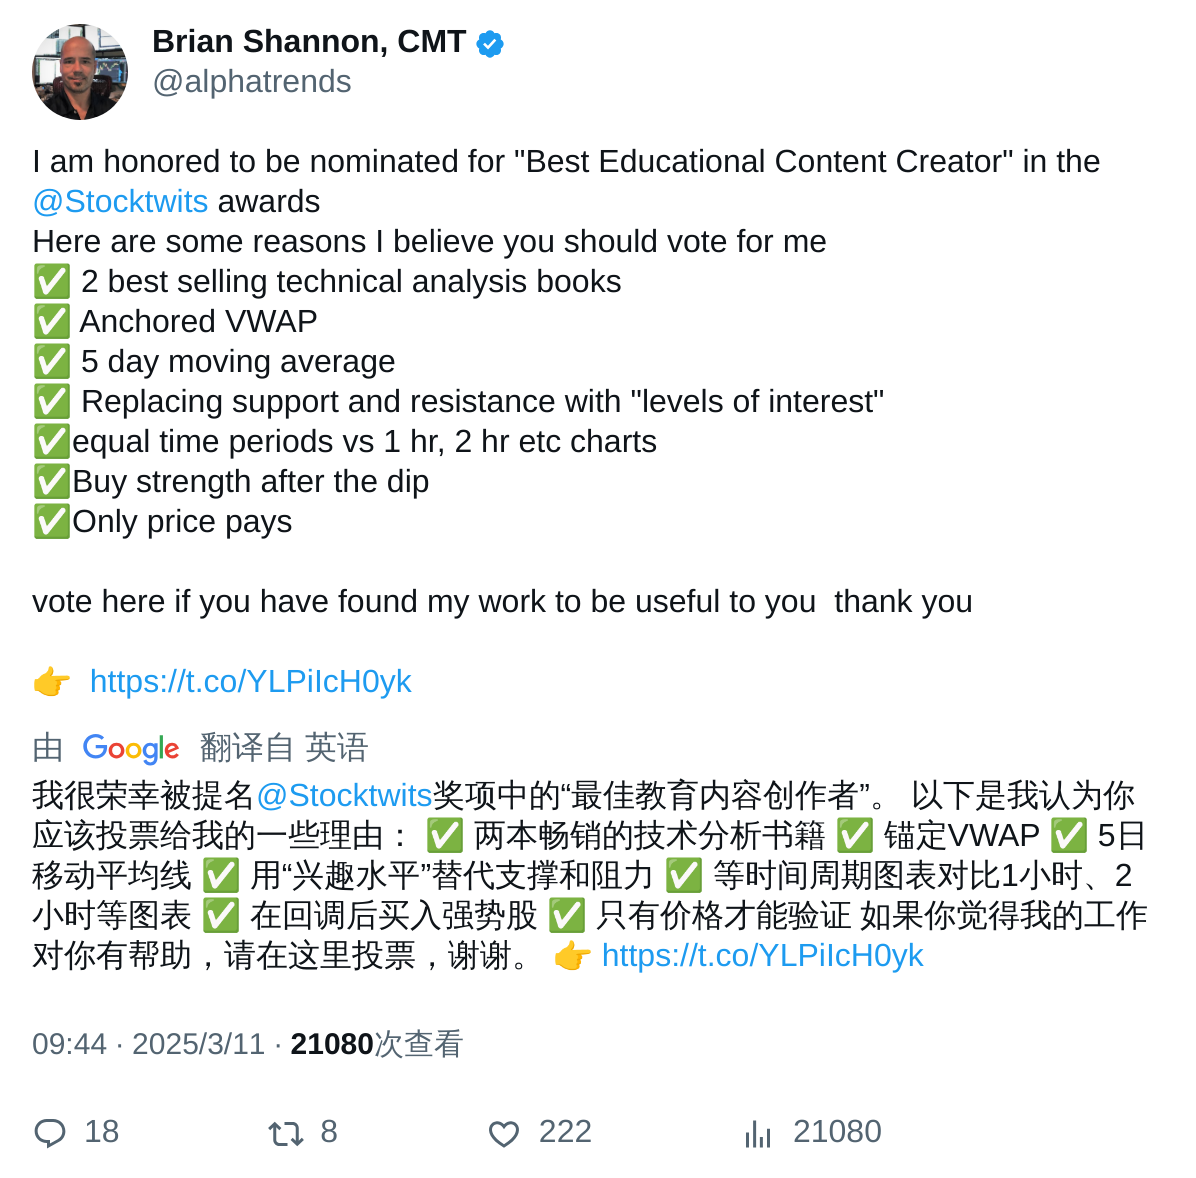 Brian Shannon, CMT
@alphatrends
I am honored to be nominated for "Best Educational Content Creator" in the
@Stocktwits awards
Here are some reasons I believe you should vote for me
✅ 2 best selling technical analysis books
✅ Anchored VWAP
✅ 5 day moving average
✅ Replacing support and resistance with "levels of interest"
✅equal time periods vs 1 hr, 2 hr etc charts
✅Buy strength after the dip
✅Only price pays
vote here if you have found my work to be useful to you  thank you
👉 https://t.co/YLPiIcH0yk
由 Google 翻译自 英语
我很荣幸被提名@Stocktwits奖项中的“最佳教育内容创作者”。 以下是我认为你
应该投票给我的一些理由： ✅ 两本畅销的技术分析书籍 ✅ 锚定VWAP ✅ 5日
移动平均线 ✅ 用“兴趣水平”替代支撑和阻力 ✅ 等时间周期图表对比1小时、2
小时等图表 ✅ 在回调后买入强势股 ✅ 只有价格才能验证 如果你觉得我的工作
对你有帮助，请在这里投票，谢谢。 👉 https://t.co/YLPiIcH0yk
09:44 · 2025/3/11 · 21080次查看
18 8 222 21080